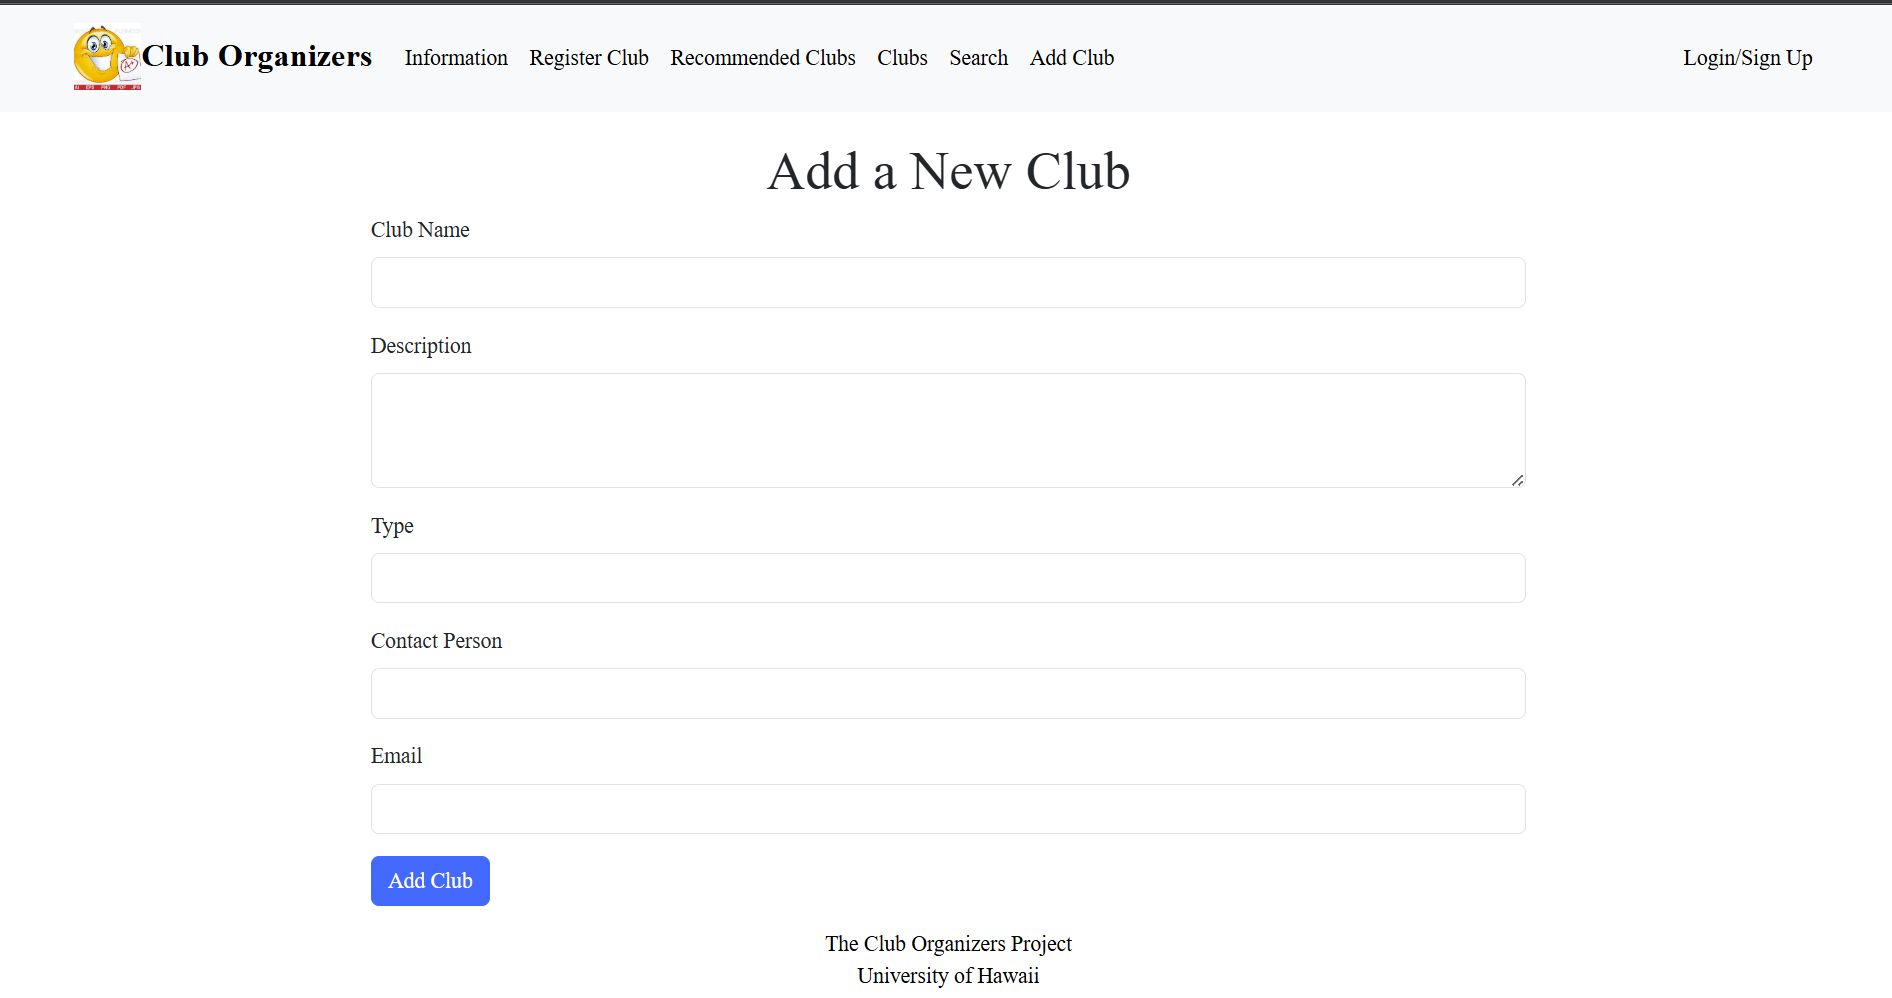 Club Organizers Information Register Club Recommended Clubs Clubs Search Add Club Login/Sign Up
A+
Add a New Club
Club Name
Description
Type
Contact Person
Email
Add Club
The Club Organizers Project
University of Hawaii